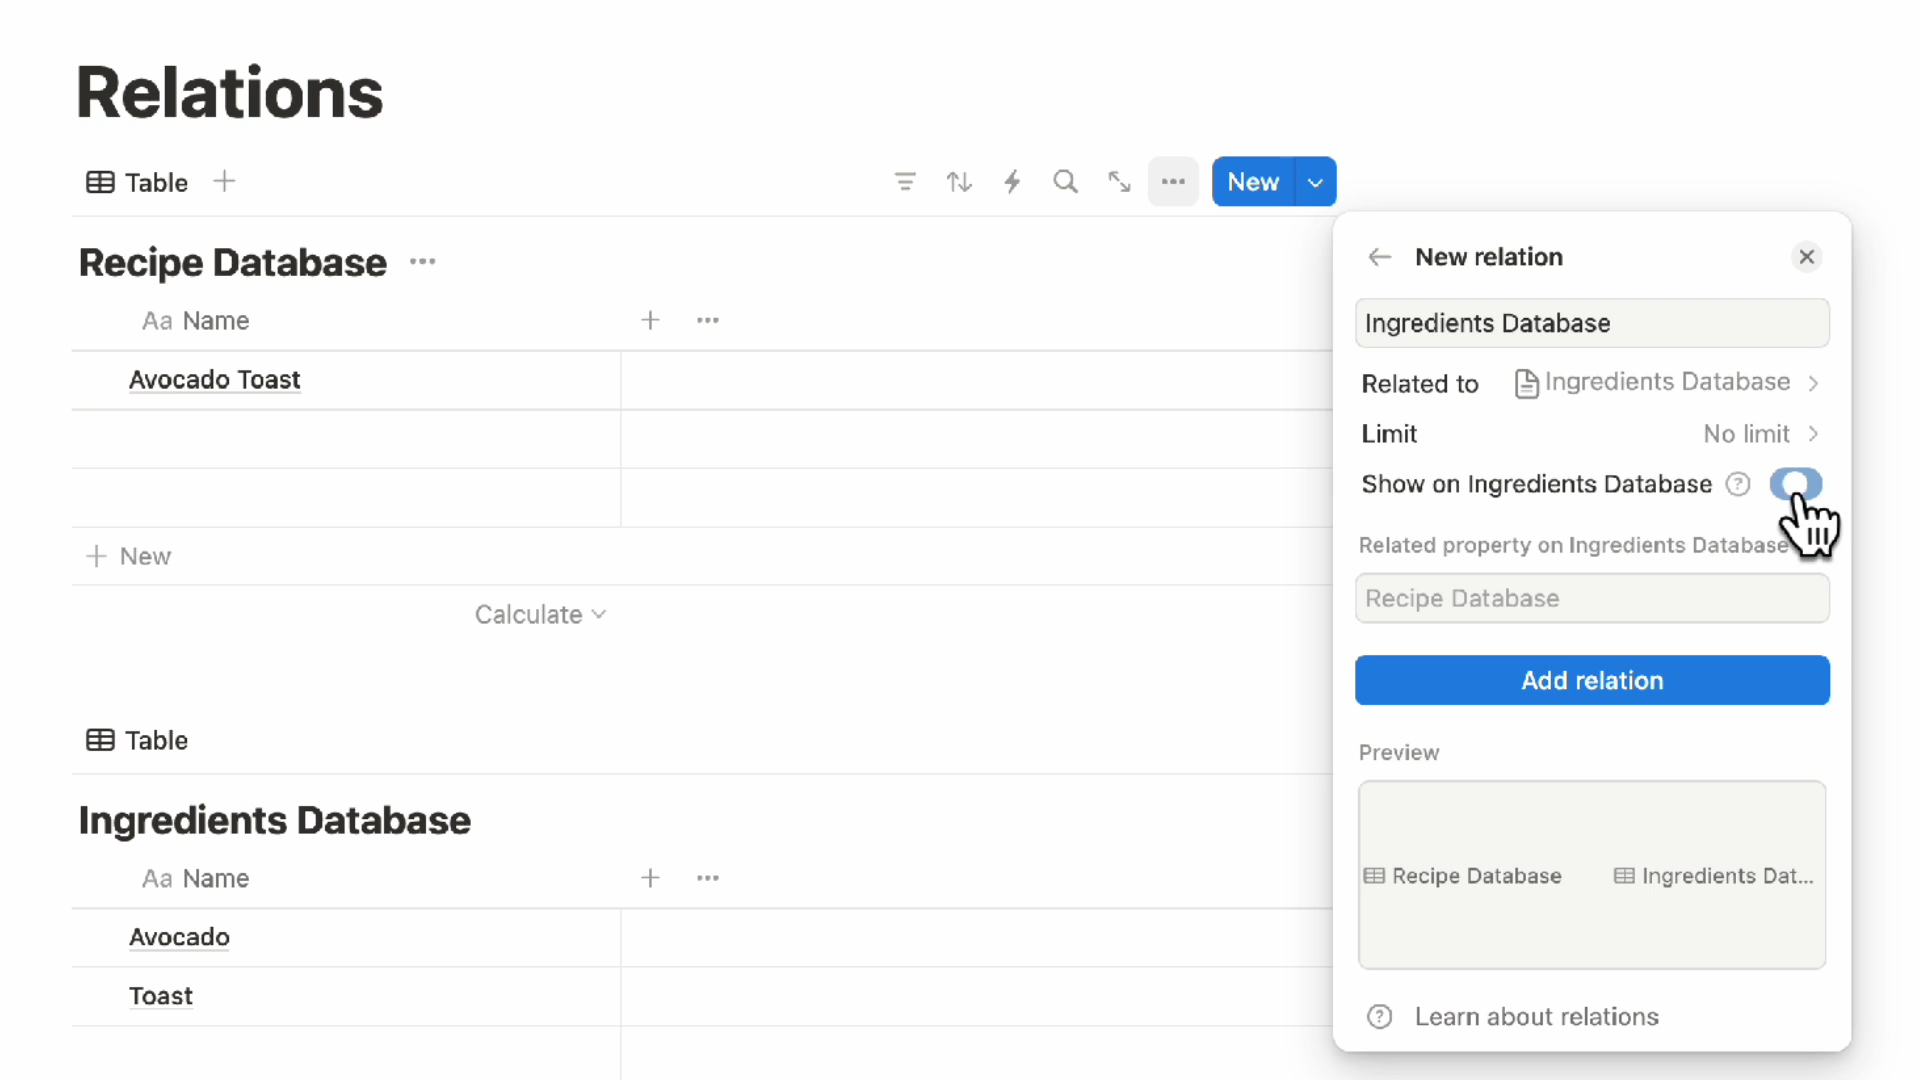 Relations
Table
New
Recipe Database
Aa Name
Avocado Toast
New
Calculate
Table
Ingredients Database
Aa Name
Avocado
Toast
New relation
Ingredients Database
Related to Ingredients Database
Limit No limit
Show on Ingredients Database ?
Related property on Ingredients Database
Recipe Database
Add relation
Preview
Recipe Database Ingredients Dat...
? Learn about relations